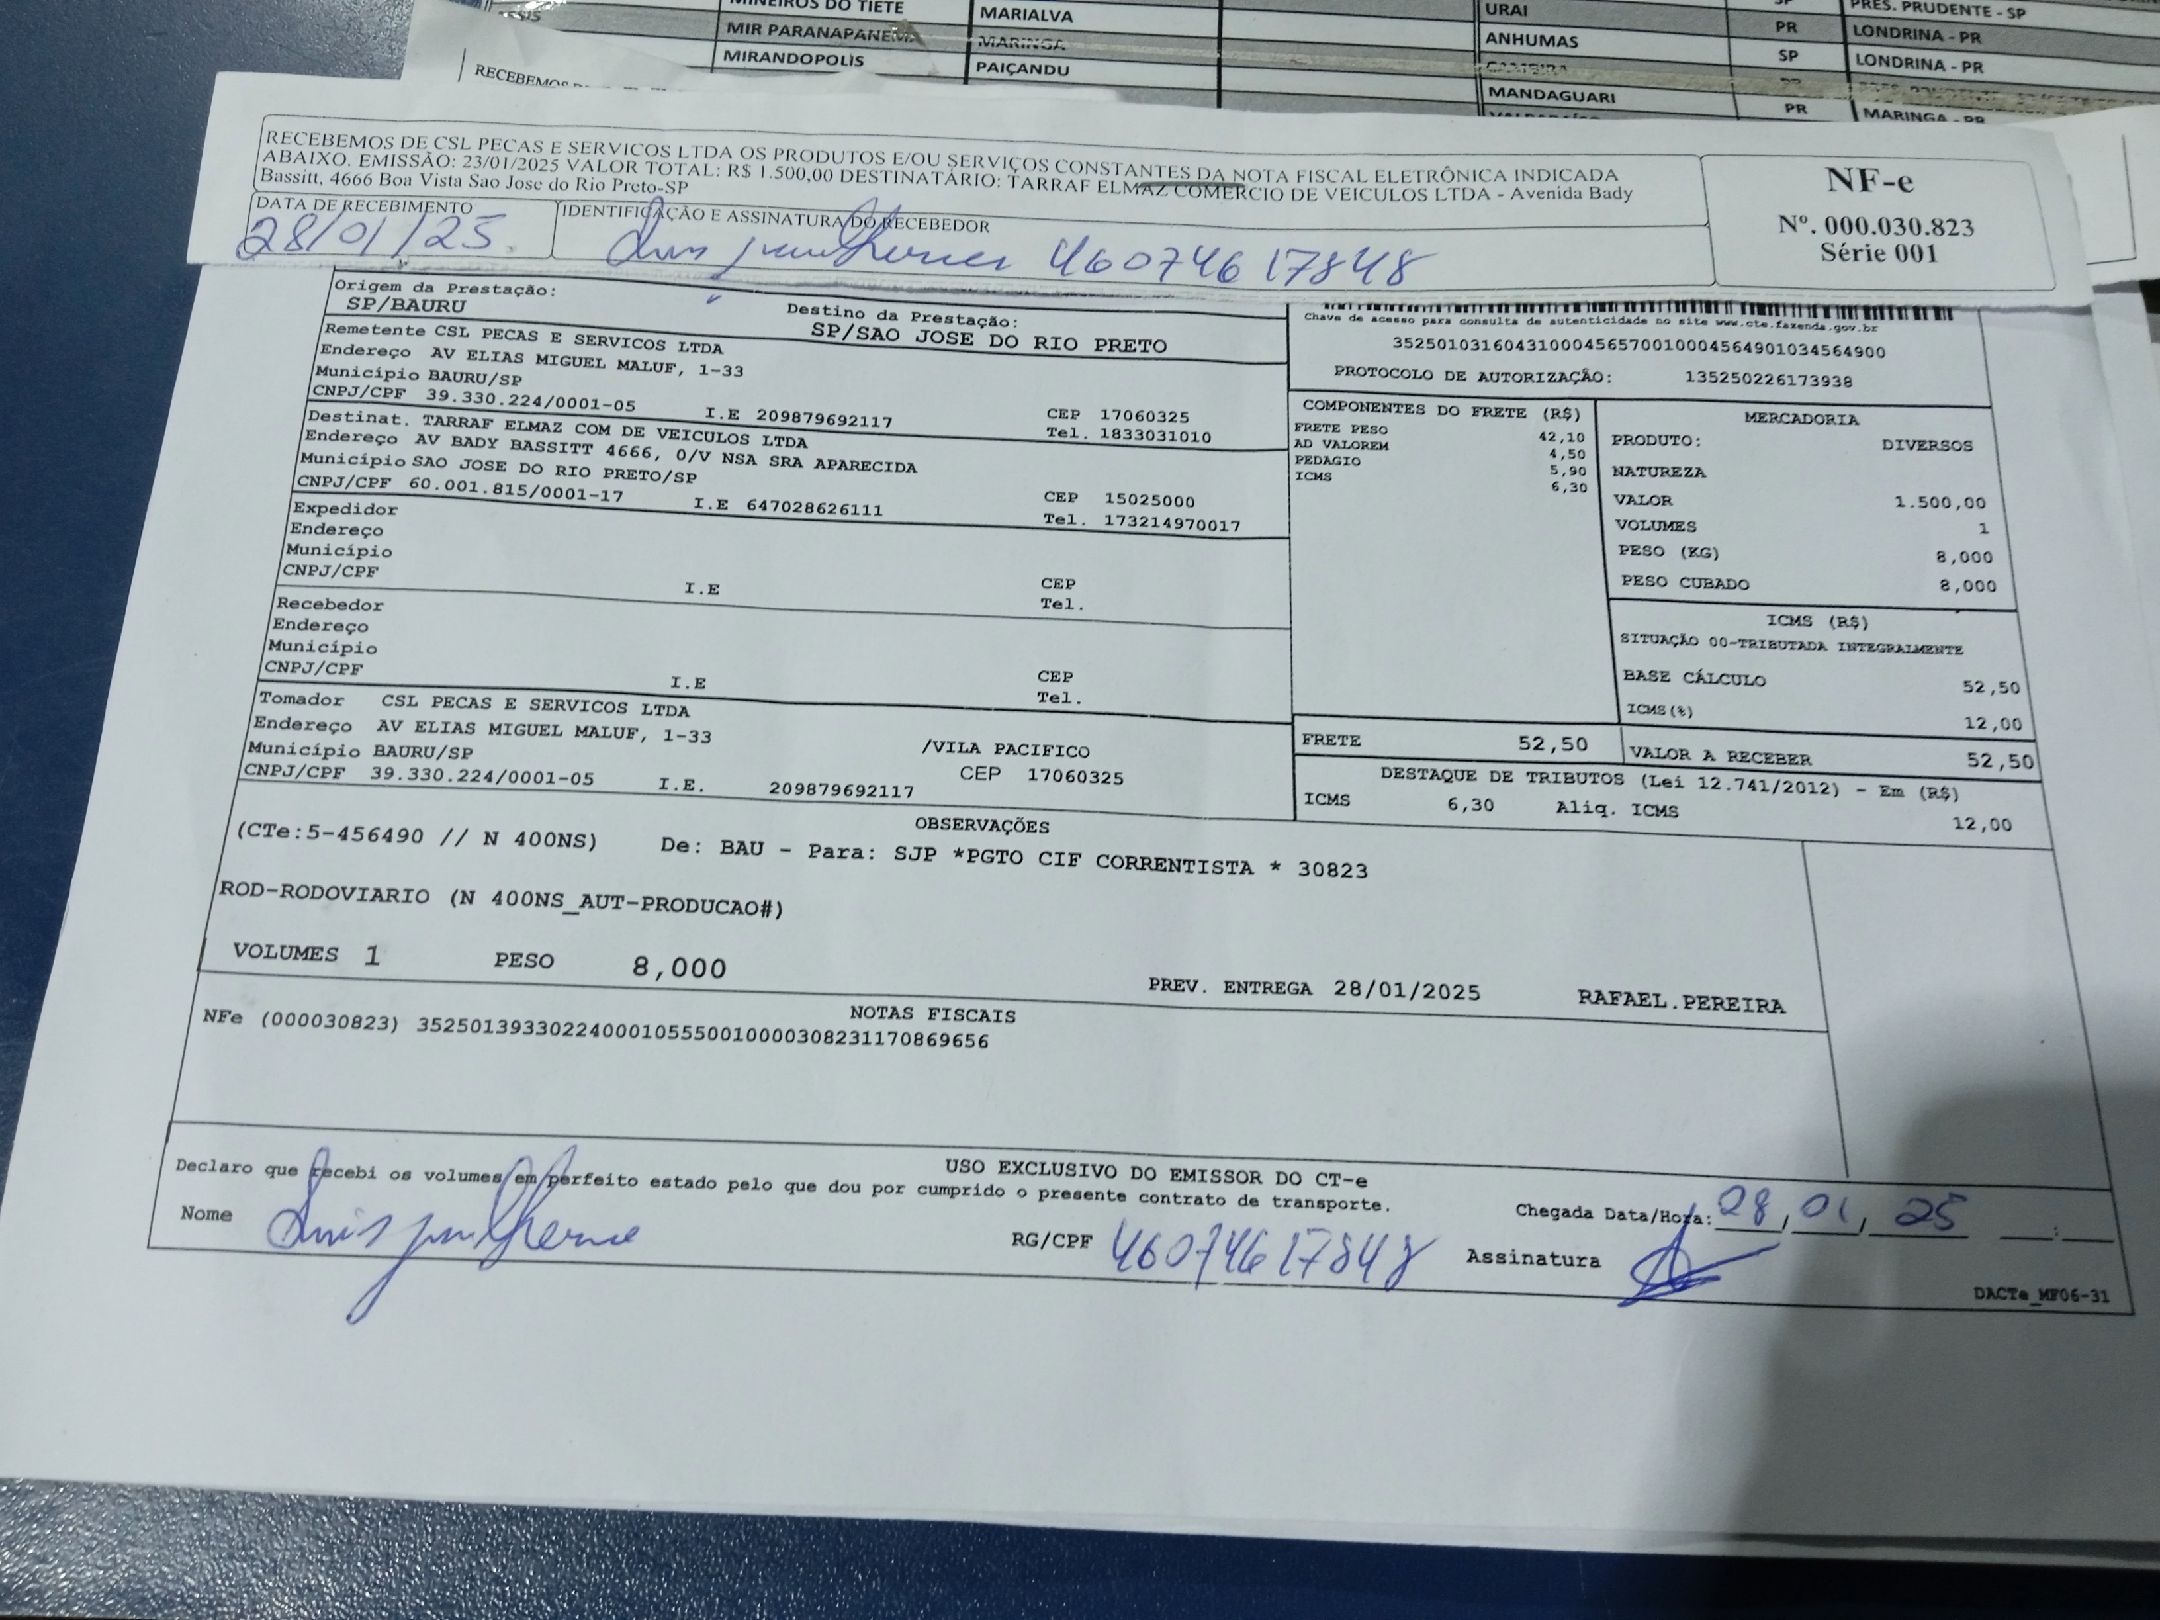 MINEIROS DO TIETE
MARIALVA
URAI
PRES. PRUDENTE - SP
MIR PARANAPANEMA
MARINGA
ANHUMAS
PR
LONDRINA - PR
MIRANDOPOLIS
PAIÇANDU
SP
LONDRINA - PR
MANDAGUARI
PR
MARINGA - PR
RECEBEMOS
RECEBEMOS DE CSL PECAS E SERVICOS LTDA OS PRODUTOS E/OU SERVIÇOS CONSTANTES DA NOTA FISCAL ELETRÔNICA INDICADA
ABAIXO. EMISSÃO: 23/01/2025 VALOR TOTAL: R$ 1.500,00 DESTINATÁRIO: TARRAF ELMAZ COMERCIO DE VEICULOS LTDA - Avenida Bady
Bassitt, 4666 Boa Vista Sao Jose do Rio Preto-SP
DATA DE RECEBIMENTO
28/01/25
IDENTIFICAÇÃO E ASSINATURA DO RECEBEDOR
46074617848
NF-e
Nº. 000.030.823
Série 001
Origem da Prestação:
SP/BAURU
Destino da Prestação:
SP/SAO JOSE DO RIO PRETO
Remetente CSL PECAS E SERVICOS LTDA
Endereço AV ELIAS MIGUEL MALUF, 1-33
Município BAURU/SP
CNPJ/CPF 39.330.224/0001-05 I.E 209879692117
CEP 17060325
Tel. 1833031010
Destinat. TARRAF ELMAZ COM DE VEICULOS LTDA
Endereço AV BADY BASSITT 4666, 0/V NSA SRA APARECIDA
Município SAO JOSE DO RIO PRETO/SP
CNPJ/CPF 60.001.815/0001-17 I.E 647028626111
CEP 15025000
Tel. 173214970017
Expedidor
Endereço
Município
CNPJ/CPF I.E
CEP
Tel.
Recebedor
Endereço
Município
CNPJ/CPF I.E
CEP
Tel.
Tomador CSL PECAS E SERVICOS LTDA
Endereço AV ELIAS MIGUEL MALUF, 1-33 /VILA PACIFICO
Município BAURU/SP CEP 17060325
CNPJ/CPF 39.330.224/0001-05 I.E. 209879692117
Chave de acesso para consulta de autenticidade no site www.cte.fazenda.gov.br
35250103160431000456570010004564901034564900
PROTOCOLO DE AUTORIZAÇÃO: 135250226173938
COMPONENTES DO FRETE (R$)
FRETE PESO 42,10
AD VALOREM 4,50
PEDAGIO 5,90
ICMS 6,30
MERCADORIA
PRODUTO: DIVERSOS
NATUREZA
VALOR 1.500,00
VOLUMES 1
PESO (KG) 8,000
PESO CUBADO 8,000
ICMS (R$)
SITUAÇÃO 00-TRIBUTADA INTEGRALMENTE
BASE CÁLCULO 52,50
ICMS(%) 12,00
FRETE 52,50
VALOR A RECEBER 52,50
DESTAQUE DE TRIBUTOS (Lei 12.741/2012) - Em (R$)
ICMS 6,30 Aliq. ICMS 12,00
OBSERVAÇÕES
(CTe:5-456490 // N 400NS) De: BAU - Para: SJP *PGTO CIF CORRENTISTA * 30823
ROD-RODOVIARIO (N 400NS_AUT-PRODUCAO#)
VOLUMES 1 PESO 8,000
PREV. ENTREGA 28/01/2025 RAFAEL.PEREIRA
NOTAS FISCAIS
NFe (000030823) 35250139330224000105550010000308231170869656
USO EXCLUSIVO DO EMISSOR DO CT-e
Declaro que recebi os volumes em perfeito estado pelo que dou por cumprido o presente contrato de transporte.
Chegada Data/Hora: 28/01/25 :
Nome
RG/CPF 46074617848 Assinatura
DACTe_MF06-31